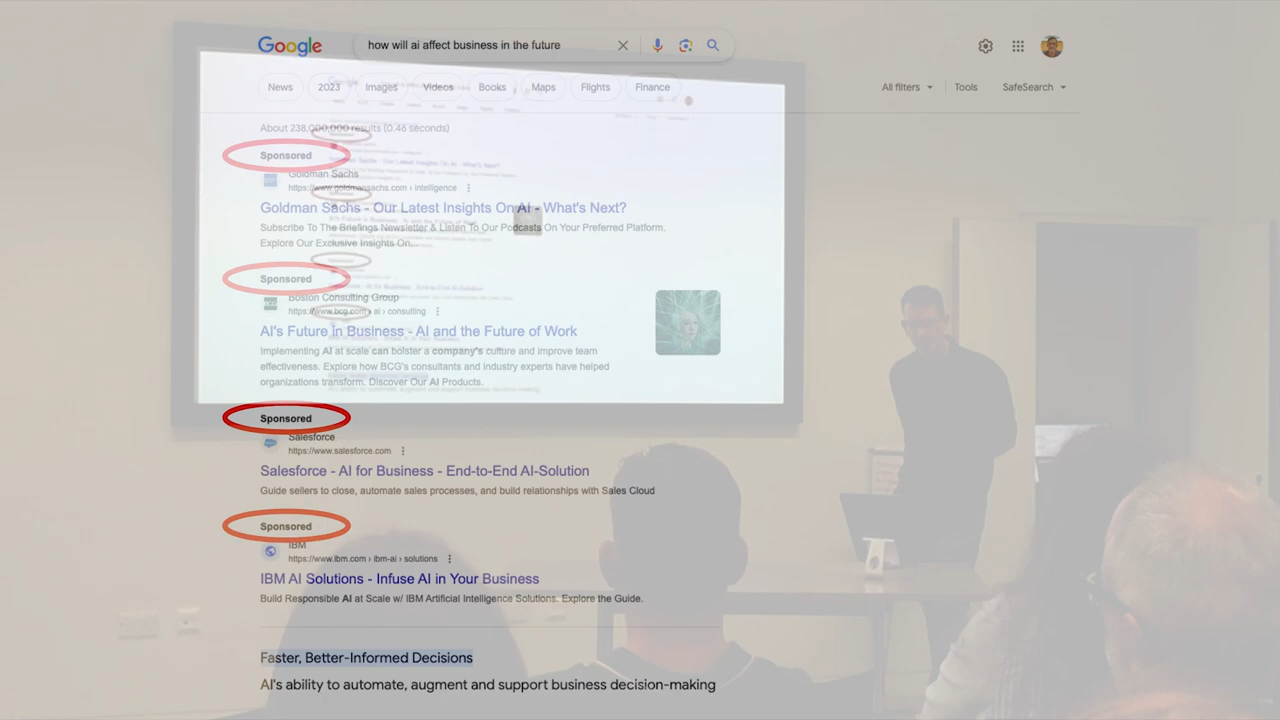 Google
how will ai affect business in the future
News 2023 Images Videos Books Maps Flights Finance
All filters Tools SafeSearch
About 238,000,000 results (0.46 seconds)
Sponsored
Goldman Sachs
https://www.goldmansachs.com › intelligence
Goldman Sachs - Our Latest Insights On AI - What's Next?
Subscribe To The Briefings Newsletter & Listen To Our Podcasts On Your Preferred Platform.
Explore Our Exclusive Insights On...
Sponsored
Boston Consulting Group
BCG
https://www.bcg.com › ai › consulting
AI's Future in Business - AI and the Future of Work
Implementing AI at scale can bolster a company's culture and improve team
effectiveness. Explore how BCG's consultants and industry experts have helped
organizations transform. Discover Our AI Products.
Sponsored
Salesforce
https://www.salesforce.com
Salesforce - AI for Business - End-to-End AI-Solution
Guide sellers to close, automate sales processes, and build relationships with Sales Cloud
Sponsored
IBM
https://www.ibm.com › ibm-ai › solutions
IBM AI Solutions - Infuse AI in Your Business
Build Responsible AI at Scale w/ IBM Artificial Intelligence Solutions. Explore the Guide.
Faster, Better-Informed Decisions
AI's ability to automate, augment and support business decision-making